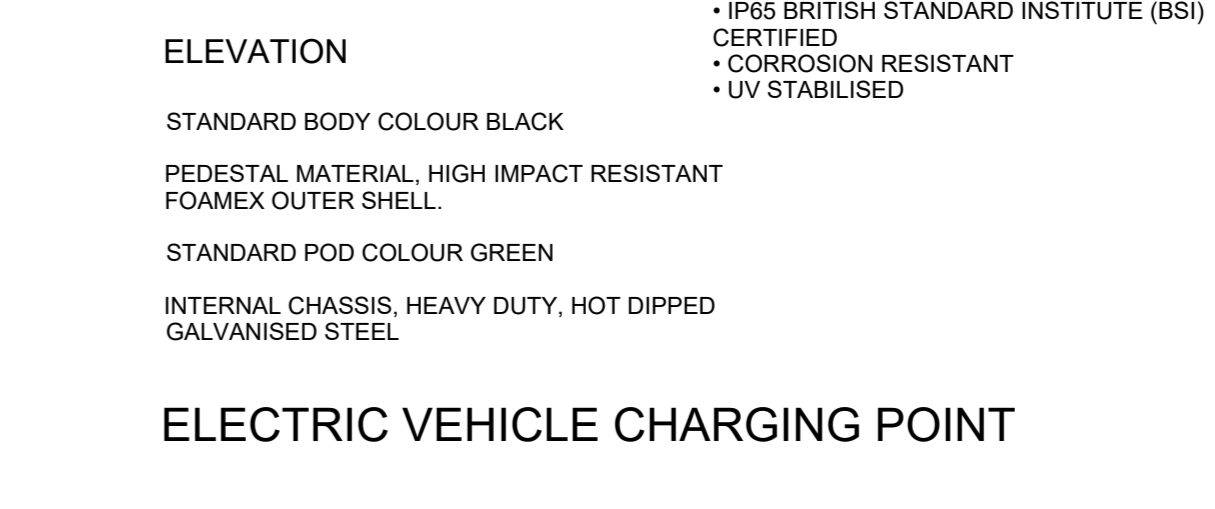 • IP65 BRITISH STANDARD INSTITUTE (BSI)
CERTIFIED
• CORROSION RESISTANT
• UV STABILISED
ELEVATION
STANDARD BODY COLOUR BLACK
PEDESTAL MATERIAL, HIGH IMPACT RESISTANT
FOAMEX OUTER SHELL.
STANDARD POD COLOUR GREEN
INTERNAL CHASSIS, HEAVY DUTY, HOT DIPPED
GALVANISED STEEL
ELECTRIC VEHICLE CHARGING POINT